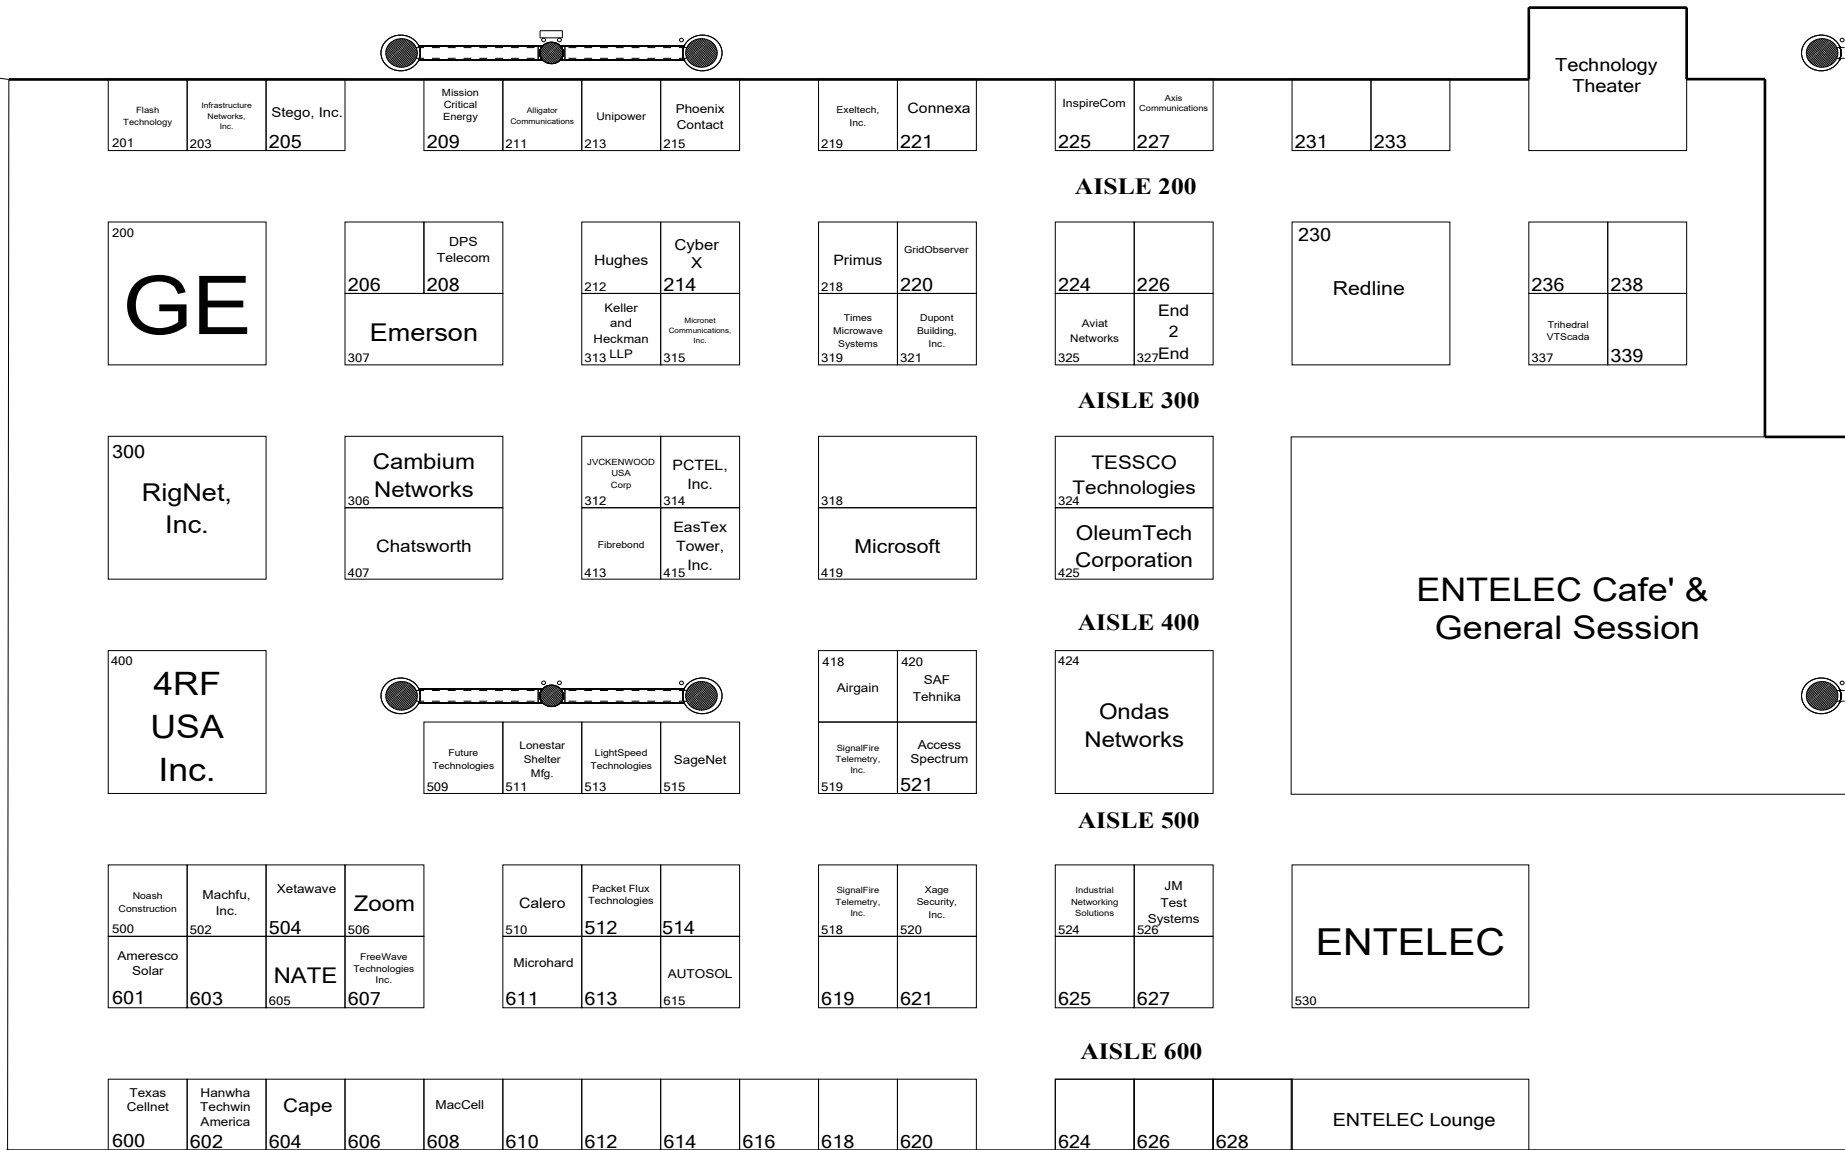 Technology
Theater
Flash
Technology
201
Infrastructure
Networks,
Inc.
203
Stego, Inc.
205
Mission
Critical
Energy
209
Alligator
Communications
211
Unipower
213
Phoenix
Contact
215
Exeltech,
Inc.
219
Connexa
221
InspireCom
225
Axis
Communications
227
231
233
AISLE 200
200
GE
206
DPS
Telecom
208
Emerson
307
Hughes
212
Cyber
X
214
Keller
and
Heckman
LLP
313
Micronet
Communications,
Inc.
315
Primus
218
GridObserver
220
Times
Microwave
Systems
319
Dupont
Building,
Inc.
321
224
226
Aviat
Networks
325
End
2
End
327
230
Redline
236
238
Trihedral
VTScada
337
339
AISLE 300
300
RigNet,
Inc.
Cambium
Networks
306
Chatsworth
407
JVCKENWOOD
USA
Corp
312
PCTEL,
Inc.
314
Fibrebond
413
EasTex
Tower,
Inc.
415
318
Microsoft
419
TESSCO
Technologies
324
OleumTech
Corporation
425
ENTELEC Cafe' &
General Session
AISLE 400
400
4RF
USA
Inc.
Future
Technologies
509
Lonestar
Shelter
Mfg.
511
LightSpeed
Technologies
513
SageNet
515
418
Airgain
420
SAF
Tehnika
SignalFire
Telemetry,
Inc.
519
Access
Spectrum
521
424
Ondas
Networks
AISLE 500
Noash
Construction
500
Machfu,
Inc.
502
Xetawave
504
Zoom
506
Ameresco
Solar
601
603
NATE
605
FreeWave
Technologies
Inc.
607
Calero
510
Packet Flux
Technologies
512
514
Microhard
611
613
AUTOSOL
615
SignalFire
Telemetry,
Inc.
518
Xage
Security,
Inc.
520
619
621
Industrial
Networking
Solutions
524
JM
Test
Systems
526
625
627
ENTELEC
530
AISLE 600
Texas
Cellnet
600
Hanwha
Techwin
America
602
Cape
604
606
MacCell
608
610
612
614
616
618
620
624
626
628
ENTELEC Lounge